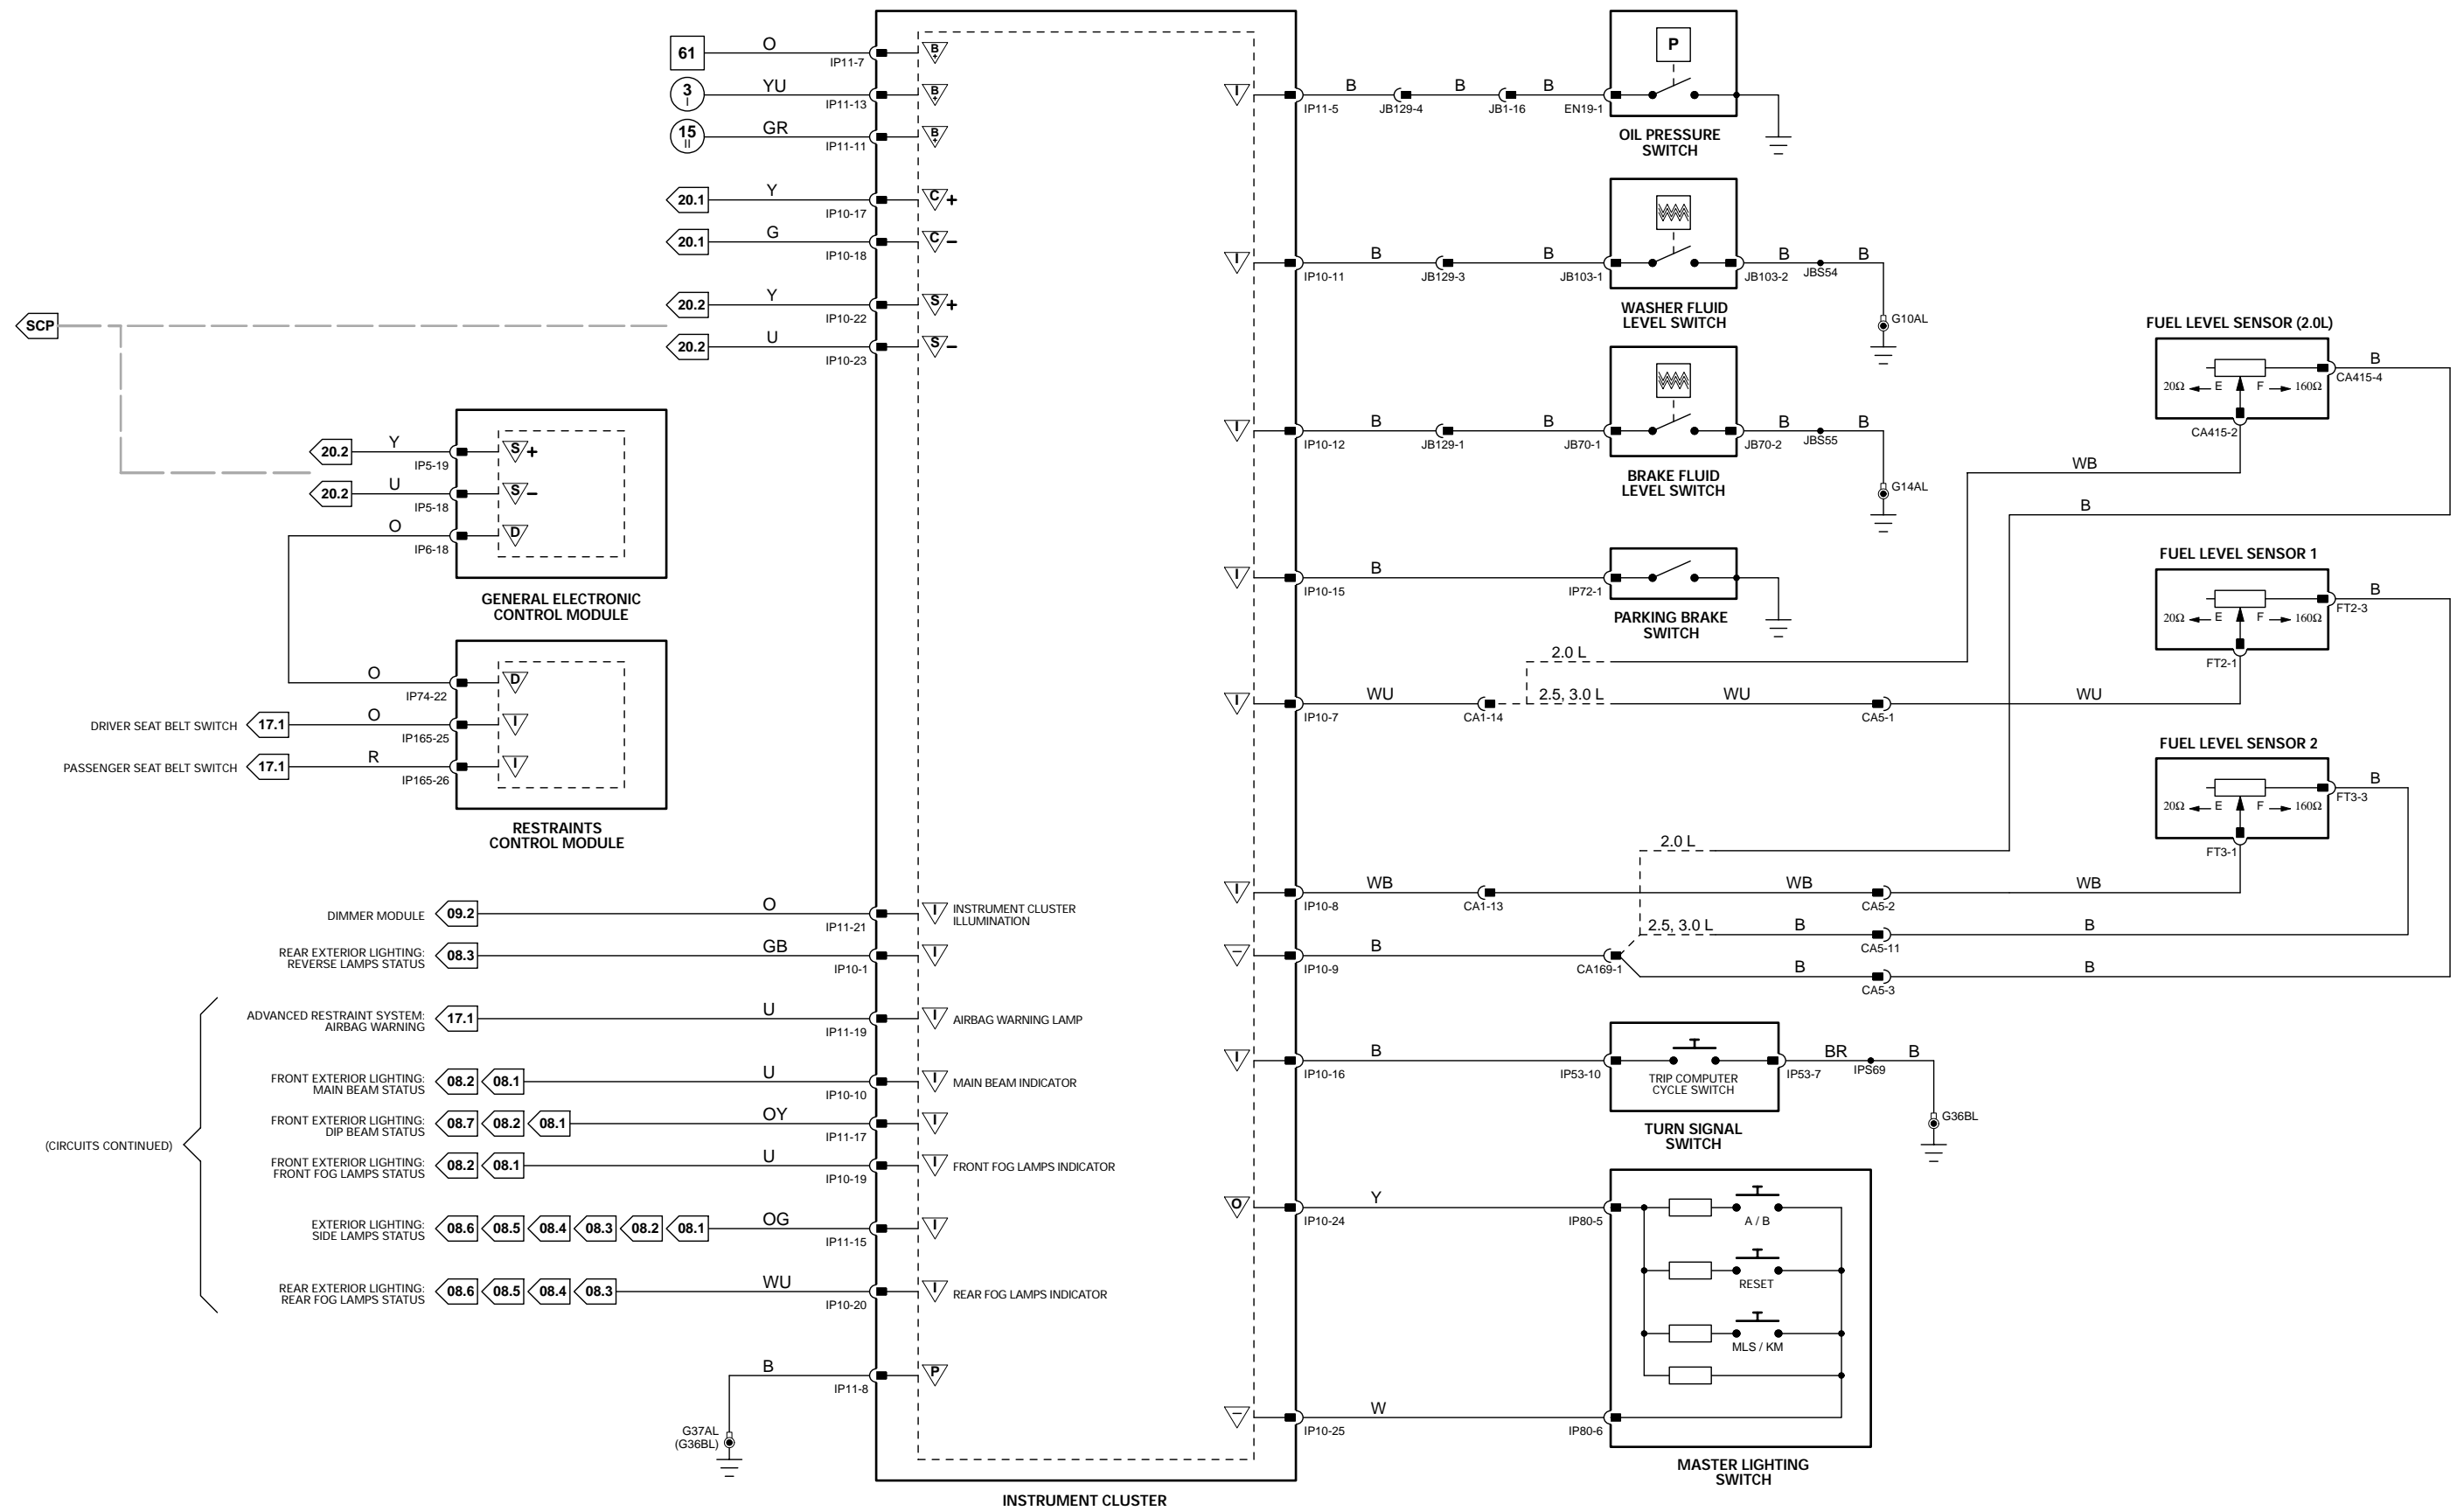 61
O
IP11-7
B
+
3
I
YU
IP11-13
B
+
15
II
GR
IP11-11
B
+
20.1
Y
IP10-17
C +
20.1
G
IP10-18
C –
20.2
Y
IP10-22
S +
20.2
U
IP10-23
S –
SCP
20.2
Y
IP5-19
S +
20.2
U
IP5-18
S –
O
IP6-18
D
GENERAL ELECTRONIC
CONTROL MODULE
O
IP74-22
D
DRIVER SEAT BELT SWITCH
17.1
O
IP165-25
I
PASSENGER SEAT BELT SWITCH
17.1
R
IP165-26
I
RESTRAINTS
CONTROL MODULE
DIMMER MODULE
09.2
O
IP11-21
I
INSTRUMENT CLUSTER
ILLUMINATION
REAR EXTERIOR LIGHTING:
REVERSE LAMPS STATUS
08.3
GB
IP10-1
I
(CIRCUITS CONTINUED)
ADVANCED RESTRAINT SYSTEM:
AIRBAG WARNING
17.1
U
IP11-19
I
AIRBAG WARNING LAMP
FRONT EXTERIOR LIGHTING:
MAIN BEAM STATUS
08.2 08.1
U
IP10-10
I
MAIN BEAM INDICATOR
FRONT EXTERIOR LIGHTING:
DIP BEAM STATUS
08.7 08.2 08.1
OY
IP11-17
I
FRONT EXTERIOR LIGHTING:
FRONT FOG LAMPS STATUS
08.2 08.1
U
IP10-19
I
FRONT FOG LAMPS INDICATOR
EXTERIOR LIGHTING:
SIDE LAMPS STATUS
08.6 08.5 08.4 08.3 08.2 08.1
OG
IP11-15
I
REAR EXTERIOR LIGHTING:
REAR FOG LAMPS STATUS
08.6 08.5 08.4 08.3
WU
IP10-20
I
REAR FOG LAMPS INDICATOR
B
IP11-8
P
G37AL
(G36BL)
INSTRUMENT CLUSTER
I
IP11-5
B
JB129-4
B
JB1-16
B
EN19-1
P
OIL PRESSURE
SWITCH
I
IP10-11
B
JB129-3
B
JB103-1
JB103-2
B
JBS54
B
G10AL
WASHER FLUID
LEVEL SWITCH
I
IP10-12
B
JB129-1
B
JB70-1
JB70-2
B
JBS55
B
G14AL
BRAKE FLUID
LEVEL SWITCH
I
IP10-15
B
IP72-1
PARKING BRAKE
SWITCH
I
IP10-7
WU
CA1-14
2.0 L
2.5, 3.0 L
WU
CA5-1
WU
FUEL LEVEL SENSOR (2.0L)
20Ω E F 160Ω
B
CA415-4
CA415-2
WB
B
FUEL LEVEL SENSOR 1
20Ω E F 160Ω
B
FT2-3
FT2-1
FUEL LEVEL SENSOR 2
20Ω E F 160Ω
B
FT3-3
FT3-1
2.0 L
I
IP10-8
WB
CA1-13
WB
CA5-2
WB
2.5, 3.0 L
B
CA5-11
B
–
IP10-9
B
CA169-1
B
CA5-3
B
I
IP10-16
B
IP53-10
TRIP COMPUTER
CYCLE SWITCH
IP53-7
BR
IPS69
B
G36BL
TURN SIGNAL
SWITCH
O
IP10-24
Y
IP80-5
A / B
RESET
MLS / KM
–
IP10-25
W
IP80-6
MASTER LIGHTING
SWITCH